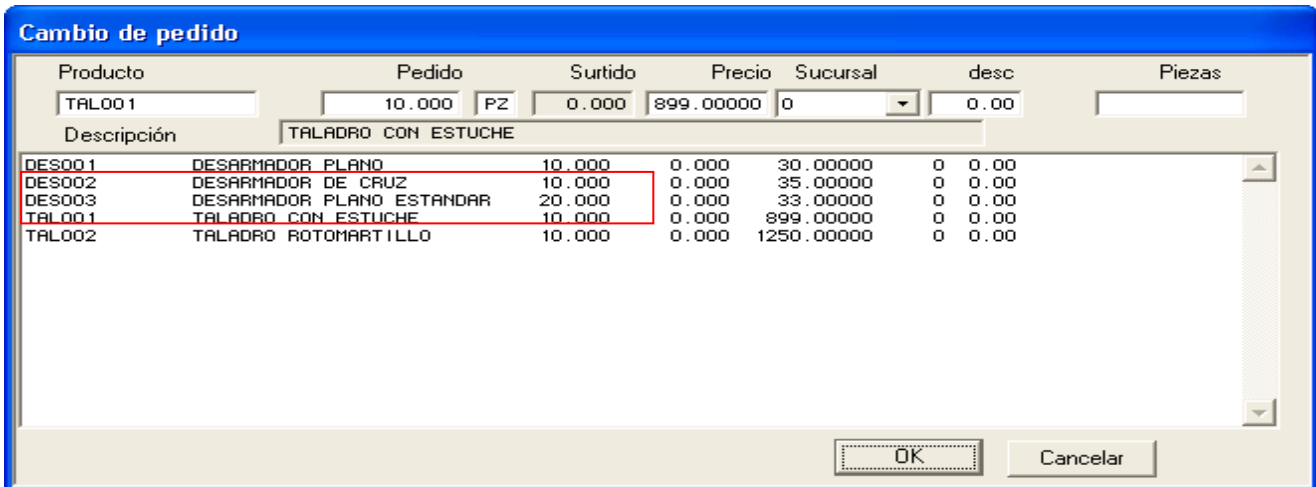 Cambio de pedido
Producto Pedido Surtido Precio Sucursal desc Piezas
TAL001 10.000 PZ 0.000 899.00000 0 0.00
Descripción TALADRO CON ESTUCHE
DES001 DESARMADOR PLANO 10.000 0.000 30.00000 0 0.00
DES002 DESARMADOR DE CRUZ 10.000 0.000 35.00000 0 0.00
DES003 DESARMADOR PLANO ESTANDAR 20.000 0.000 33.00000 0 0.00
TAL001 TALADRO CON ESTUCHE 10.000 0.000 899.00000 0 0.00
TAL002 TALADRO ROTOMARTILLO 10.000 0.000 1250.00000 0 0.00
OK Cancelar